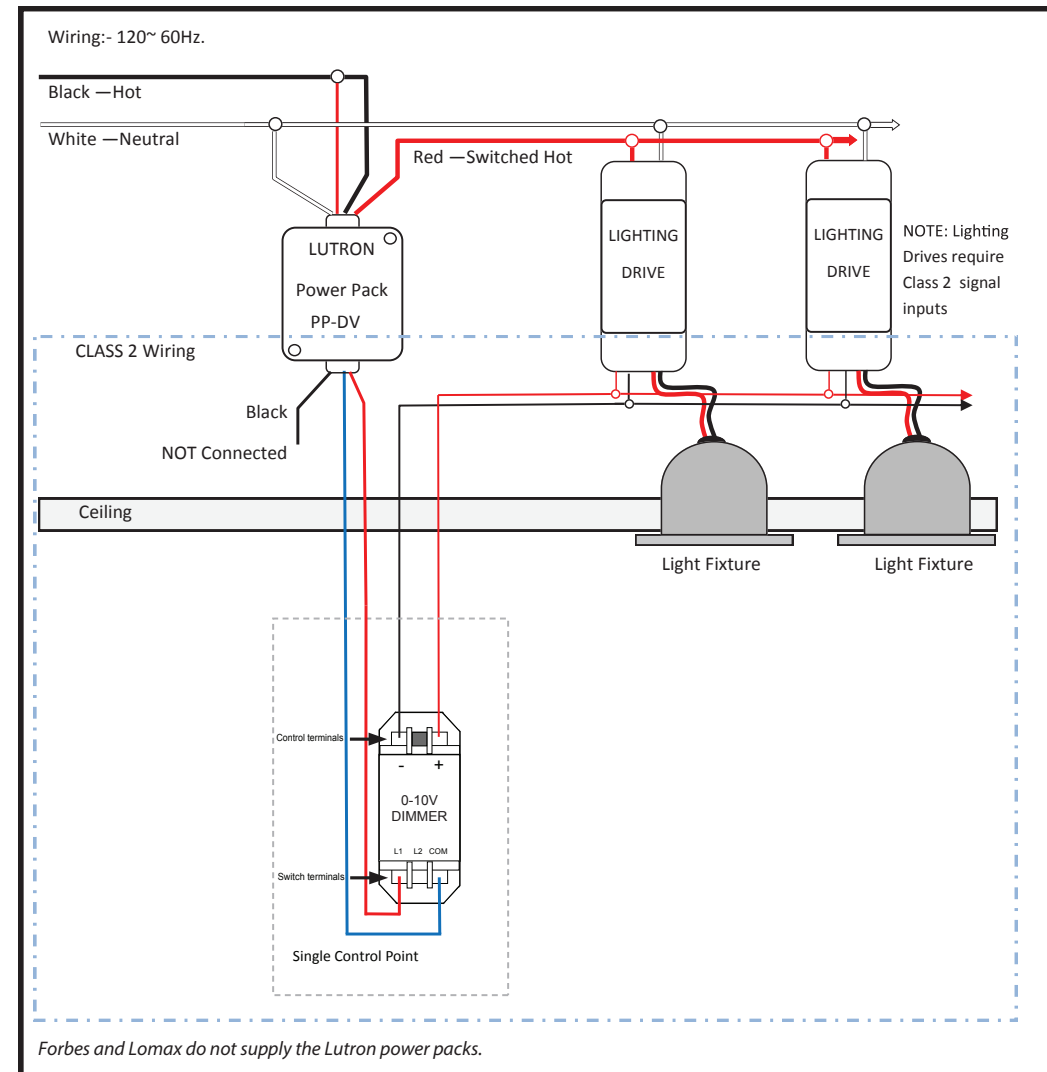 Wiring:- 120~ 60Hz.
Black —Hot
White —Neutral
Red —Switched Hot
LUTRON
Power Pack
PP-DV
LIGHTING
DRIVE
LIGHTING
DRIVE
NOTE: Lighting
Drives require
Class 2 signal
inputs
CLASS 2 Wiring
Black
NOT Connected
Ceiling
Light Fixture
Light Fixture
Control terminals
- +
0-10V
DIMMER
L1 L2 COM
Switch terminals
Single Control Point
Forbes and Lomax do not supply the Lutron power packs.